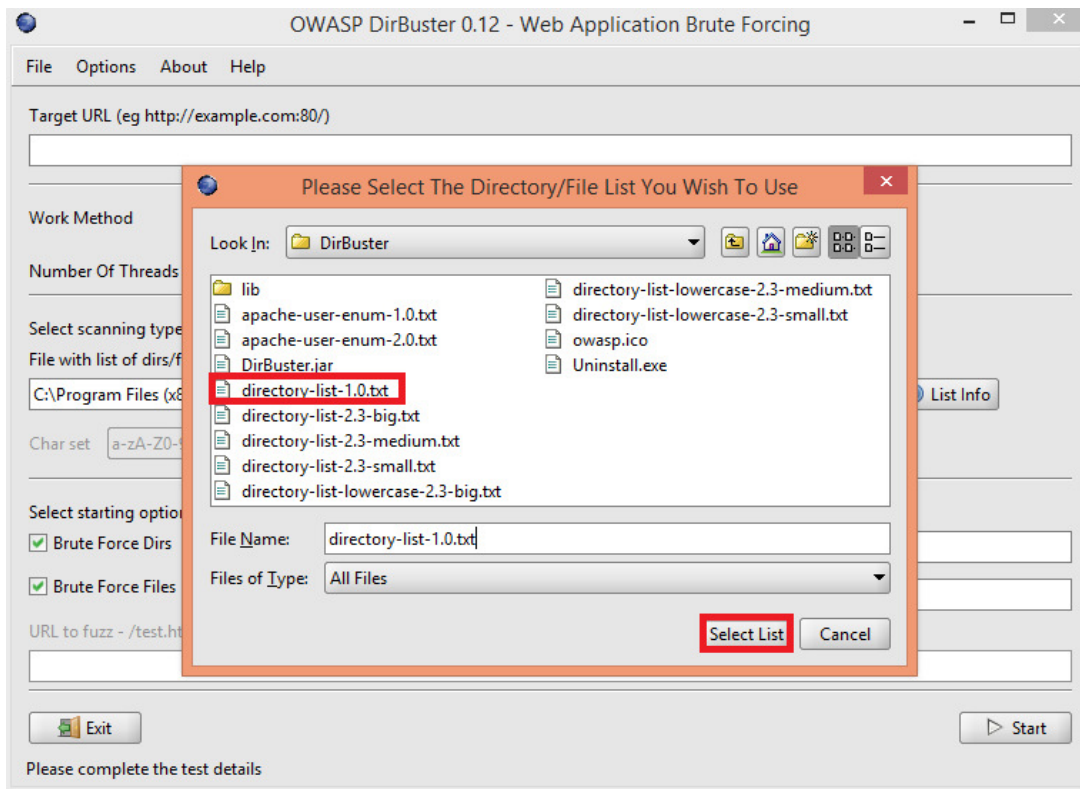 OWASP DirBuster 0.12 - Web Application Brute Forcing
File Options About Help
Target URL (eg http://example.com:80/)
Please Select The Directory/File List You Wish To Use
Work Method
Look In: DirBuster
Number Of Threads
lib
apache-user-enum-1.0.txt
apache-user-enum-2.0.txt
DirBuster.jar
directory-list-1.0.txt
directory-list-2.3-big.txt
directory-list-2.3-medium.txt
directory-list-2.3-small.txt
directory-list-lowercase-2.3-big.txt
directory-list-lowercase-2.3-medium.txt
directory-list-lowercase-2.3-small.txt
owasp.ico
Uninstall.exe
Select scanning type
File with list of dirs/f
C:\Program Files (x8
List Info
Char set a-zA-Z0-9
Select starting option
Brute Force Dirs
Brute Force Files
File Name: directory-list-1.0.txt
Files of Type: All Files
Select List Cancel
URL to fuzz - /test.ht
Exit
Start
Please complete the test details